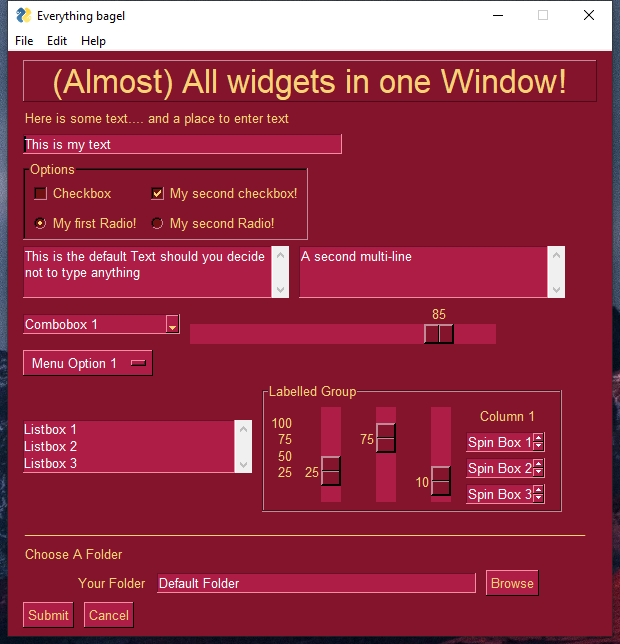 Everything bagel
File Edit Help
(Almost) All widgets in one Window!
Here is some text.... and a place to enter text
This is my text
Options
Checkbox My second checkbox!
My first Radio! My second Radio!
This is the default Text should you decide
not to type anything
A second multi-line
Combobox 1
85
Menu Option 1
Listbox 1
Listbox 2
Listbox 3
Labelled Group
100
75
50
25
25
75
10
Column 1
Spin Box 1
Spin Box 2
Spin Box 3
Choose A Folder
Your Folder Default Folder Browse
Submit Cancel